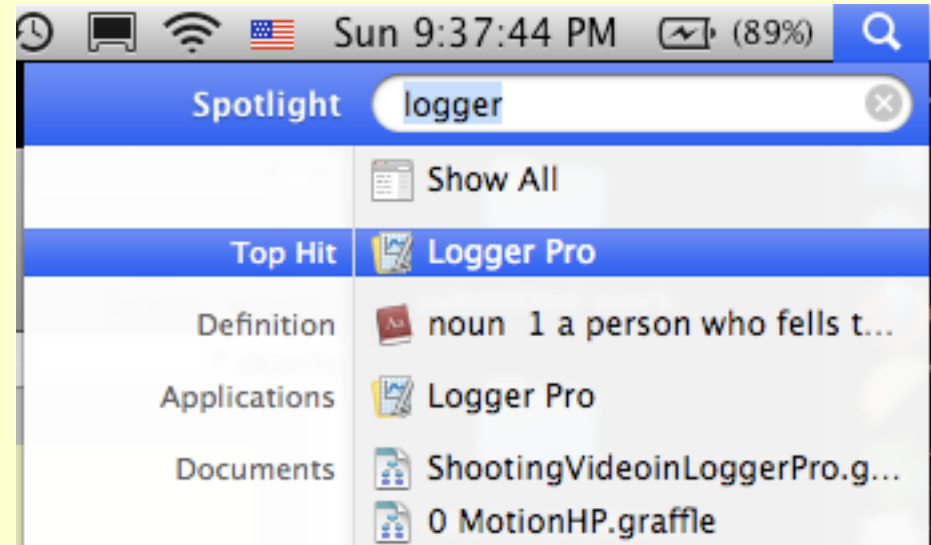 Sun 9:37:44 PM (89%)
Spotlight logger
Show All
Top Hit Logger Pro
Definition noun 1 a person who fells t...
Applications Logger Pro
Documents ShootingVideoinLoggerPro.g...
0 MotionHP.graffle